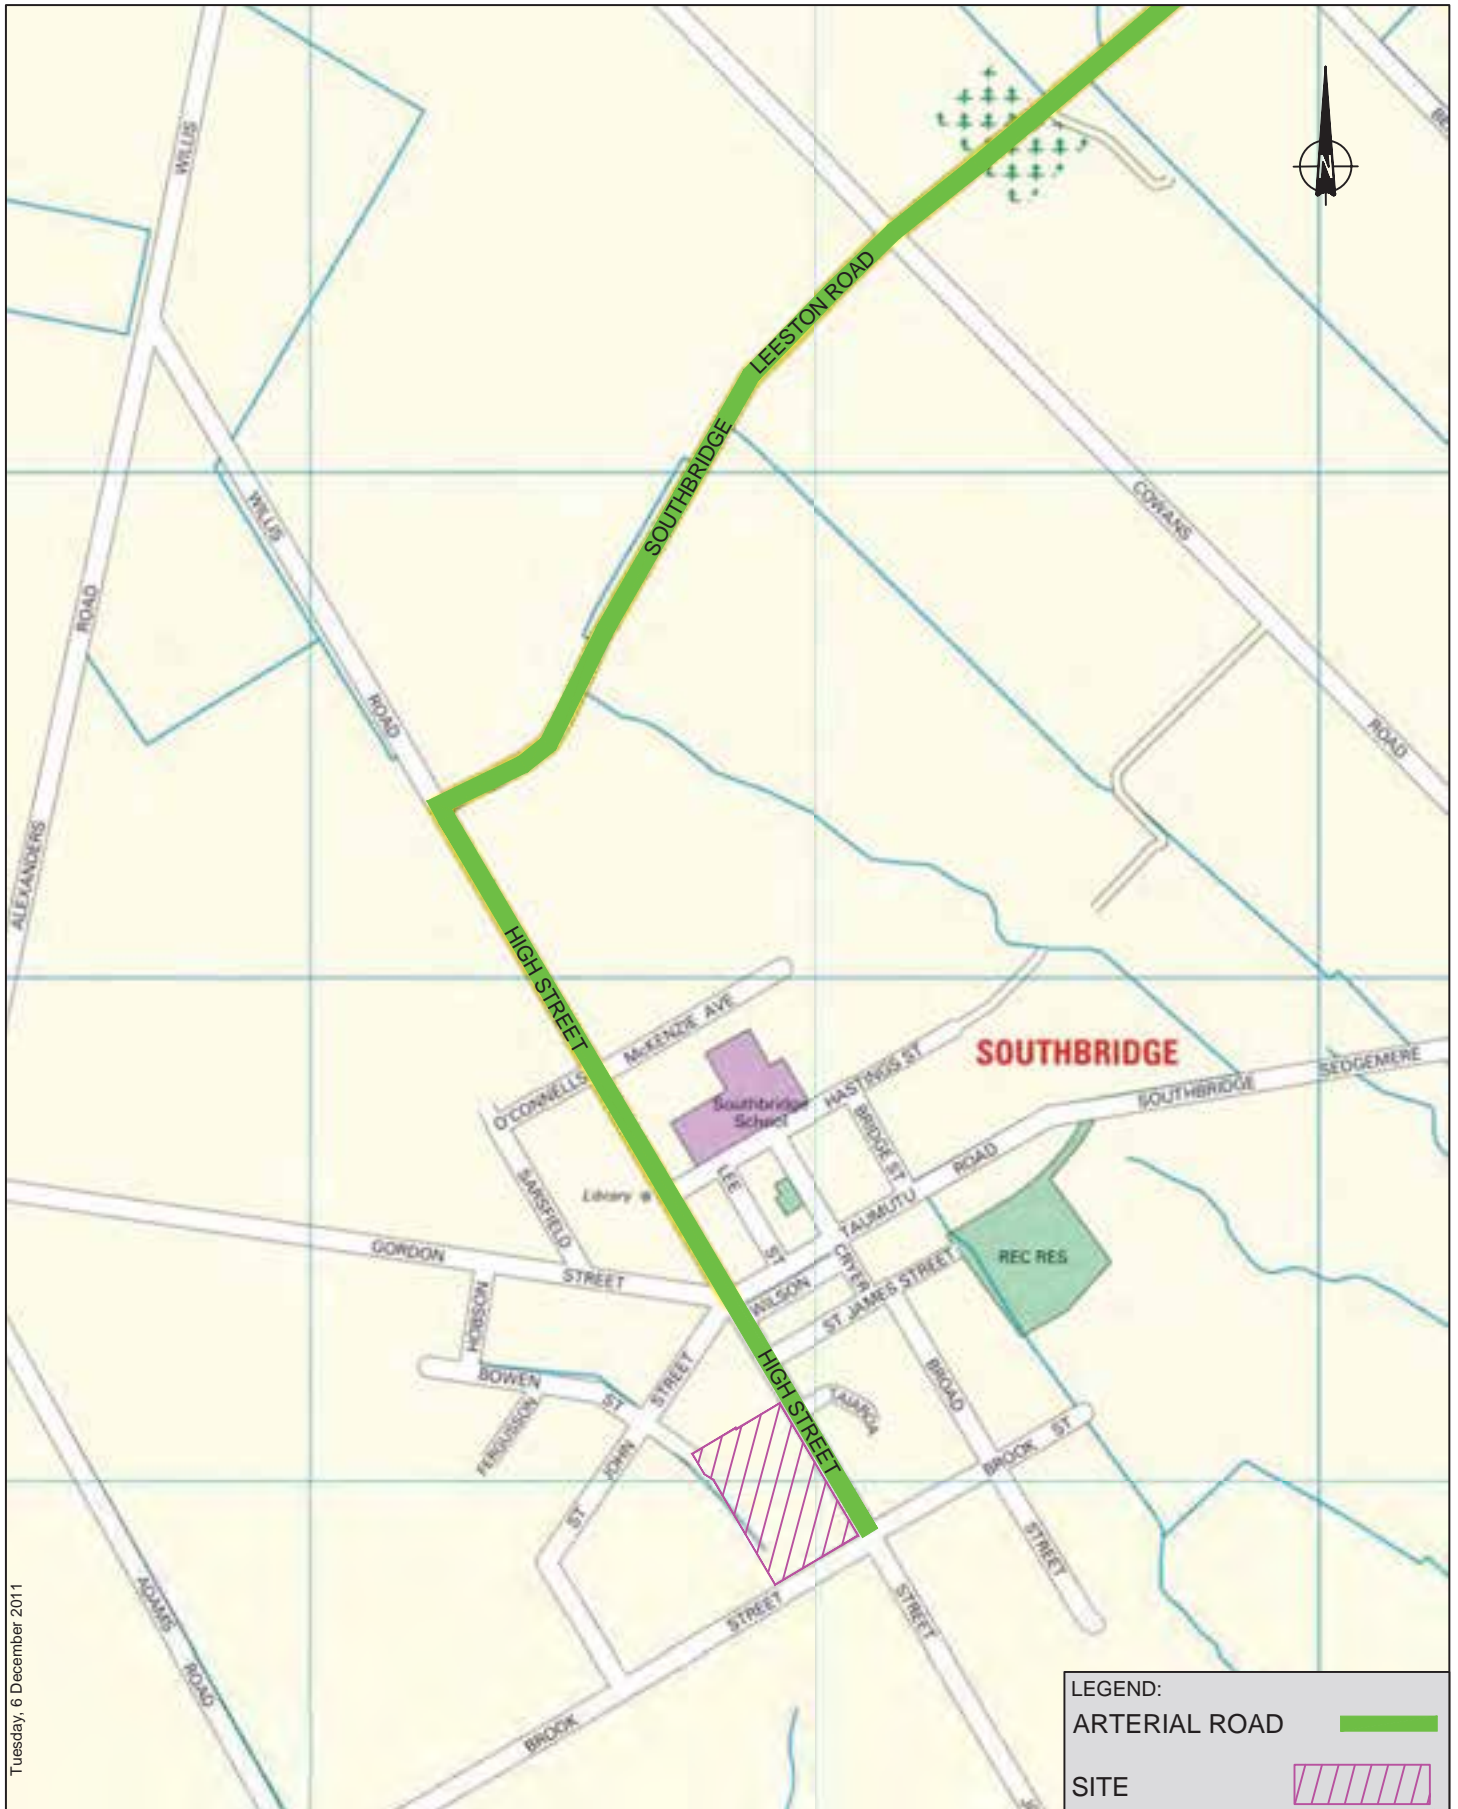 WILLIS
BE
N
LEESTON ROAD
SOUTHBRIDGE
COWANS
WILLIS
ROAD
ROAD
ROAD
ALEXANDERS
HIGH STREET
McKENZIE AVE
SOUTHBRIDGE
HASTINGS ST
SEDGEMERE
SOUTHBRIDGE
O'CONNELLS
Southbridge
School
BRIDGE ST
ROAD
LEE
ST
SARSFIELD
Library
TAUMUTU
GORDON
STREET
CRYER
REC RES
WILSON
ST JAMES STREET
HOBSON
BOWEN
ST
STREET
HIGH STREET
TAIAROA
BROAD
FERGUSSON
JOHN
ST
BROOK ST
STREET
STREET
STREET
BROOK
ADAMS
ROAD
Tuesday, 6 December 2011
LEGEND:
ARTERIAL ROAD
SITE